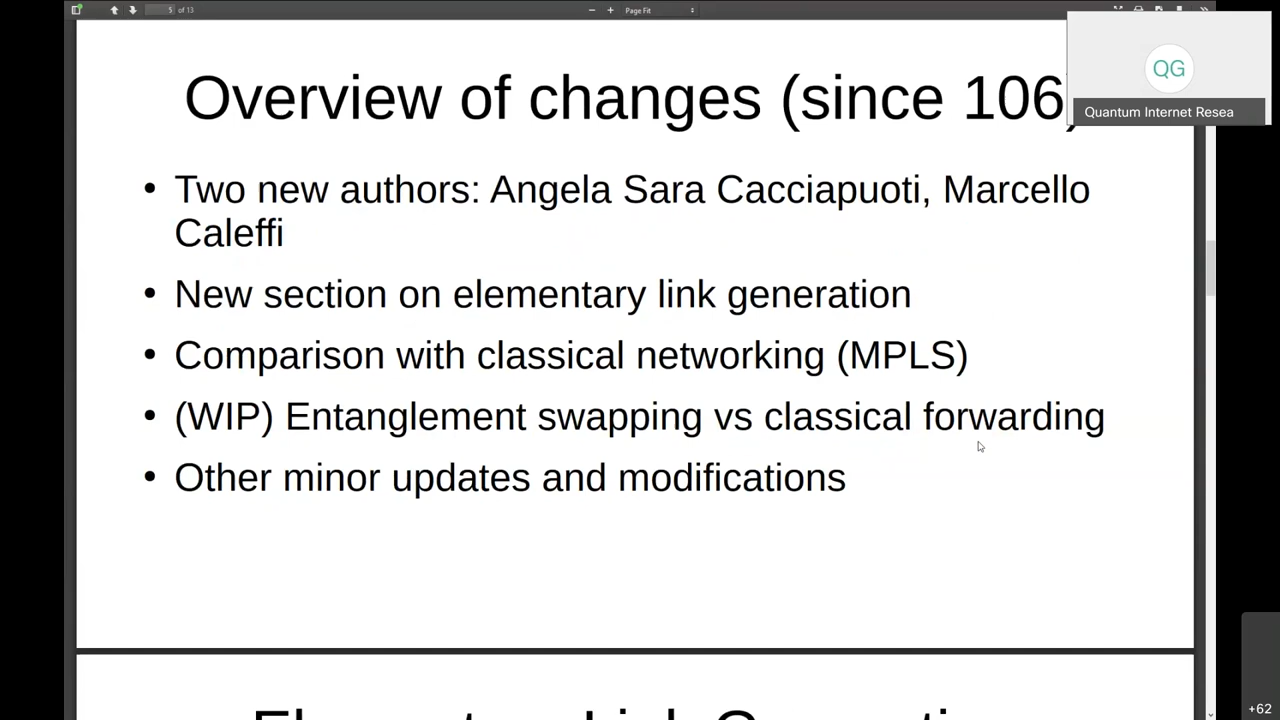 5 of 13
Page Fit
QG
Quantum Internet Resea
Overview of changes (since 106)
• Two new authors: Angela Sara Cacciapuoti, Marcello
Caleffi
• New section on elementary link generation
• Comparison with classical networking (MPLS)
• (WIP) Entanglement swapping vs classical forwarding
• Other minor updates and modifications
+62